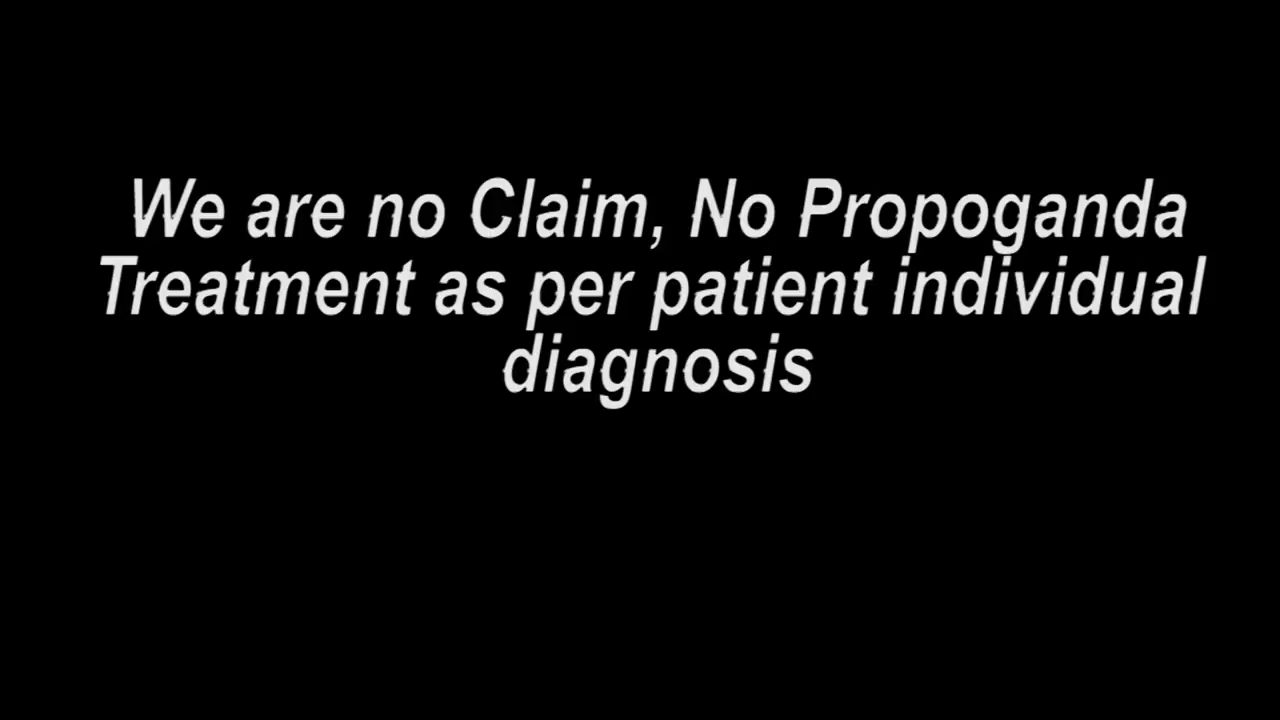 We are no Claim, No Propoganda
Treatment as per patient individual
diagnosis